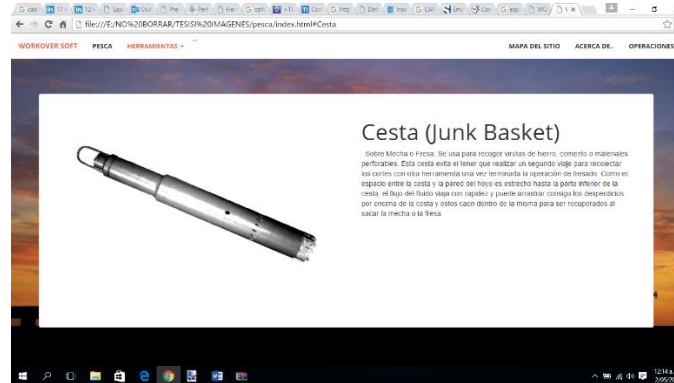 file:///E:/NO%20BORRAR/TESISI%20IMAGENES/pesca/index.html#Cesta
WORKOVER SOFT PESCA HERRAMIENTAS MAPA DEL SITIO ACERCA DE.. OPERACIONES
Cesta (Junk Basket)
Sobre Mecha o Fresa. Se usa para recoger virutas de hierro, cemento o materiales
perforables. Esta cesta evita el tener que realizar un segundo viaje para recolectar
los cortes con otra herramienta una vez terminada la operación de fresado. Como el
espacio entre la cesta y la pared del hoyo es estrecho hasta la parte inferior de la
cesta, el flujo del fluido viaja con rapidez y puede arrastrar consigo los desperdicios
por encima de la cesta y estos caen dentro de la misma para ser recuperados al
sacar la mecha o la fresa.
12:14 a.